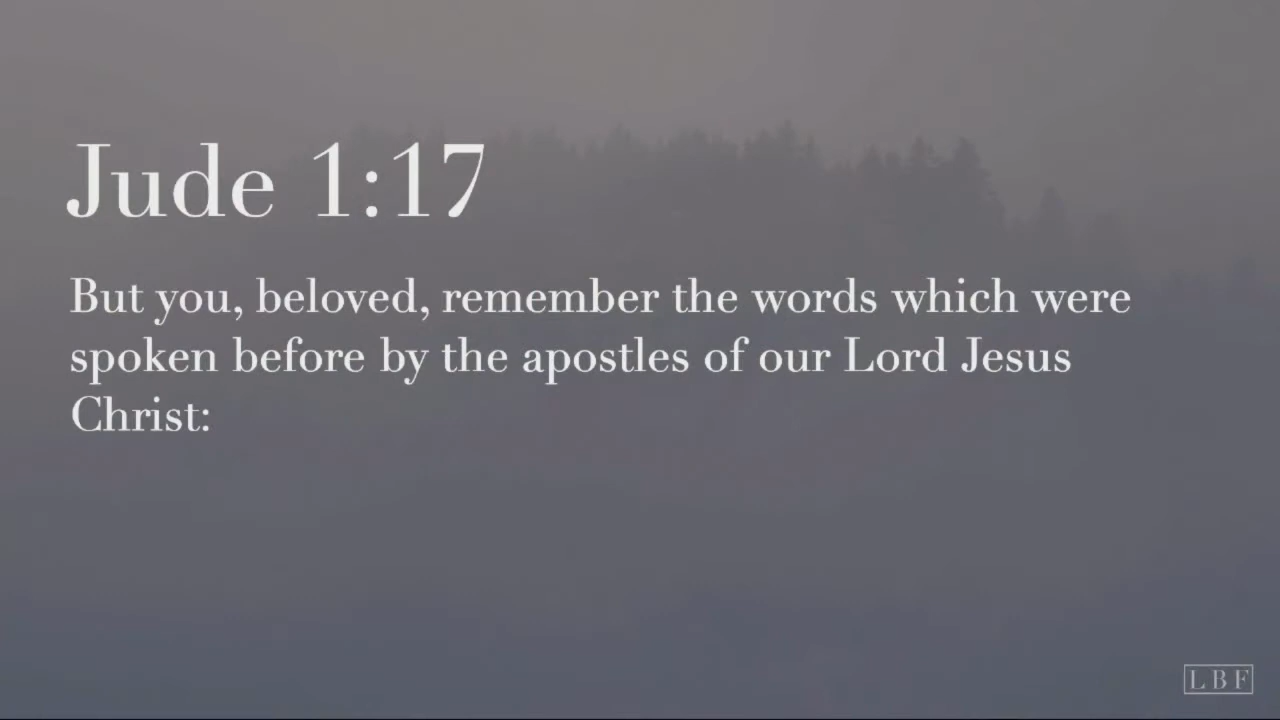 Jude 1:17
But you, beloved, remember the words which were
spoken before by the apostles of our Lord Jesus
Christ:
LBF